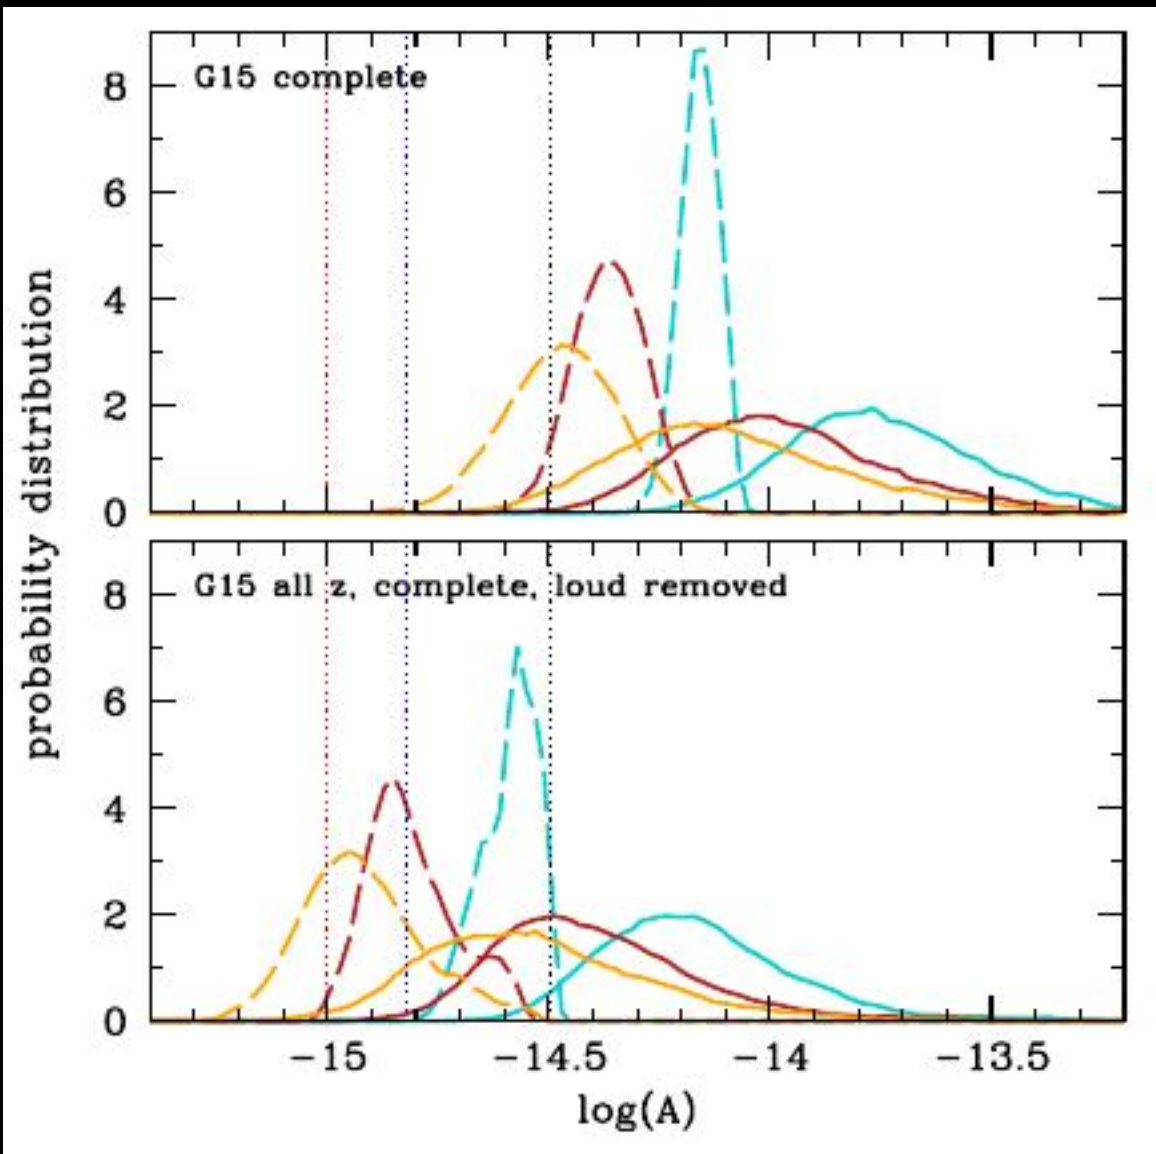 G15 complete
8
6
4
2
0
probability distribution
G15 all z, complete, loud removed
8
6
4
2
0
−15 −14.5 −14 −13.5
log(A)